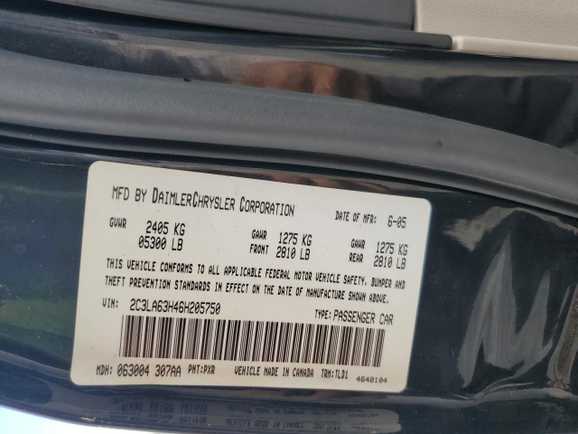 MFD BY DAIMLERCHRYSLER CORPORATION DATE OF MFR: 6-05
GVWR 2405 KG GAWR 1275 KG GAWR 1275 KG
05300 LB FRONT 2810 LB REAR 2810 LB
THIS VEHICLE CONFORMS TO ALL APPLICABLE FEDERAL MOTOR VEHICLE SAFETY, BUMPER AND
THEFT PREVENTION STANDARDS IN EFFECT ON THE DATE OF MANUFACTURE SHOWN ABOVE.
VIN: 2C3LA63H46H205750 TYPE: PASSENGER CAR
MDH: 063004 307AA PNT: PXR VEHICLE MADE IN CANADA TRM: TLD1
4648104